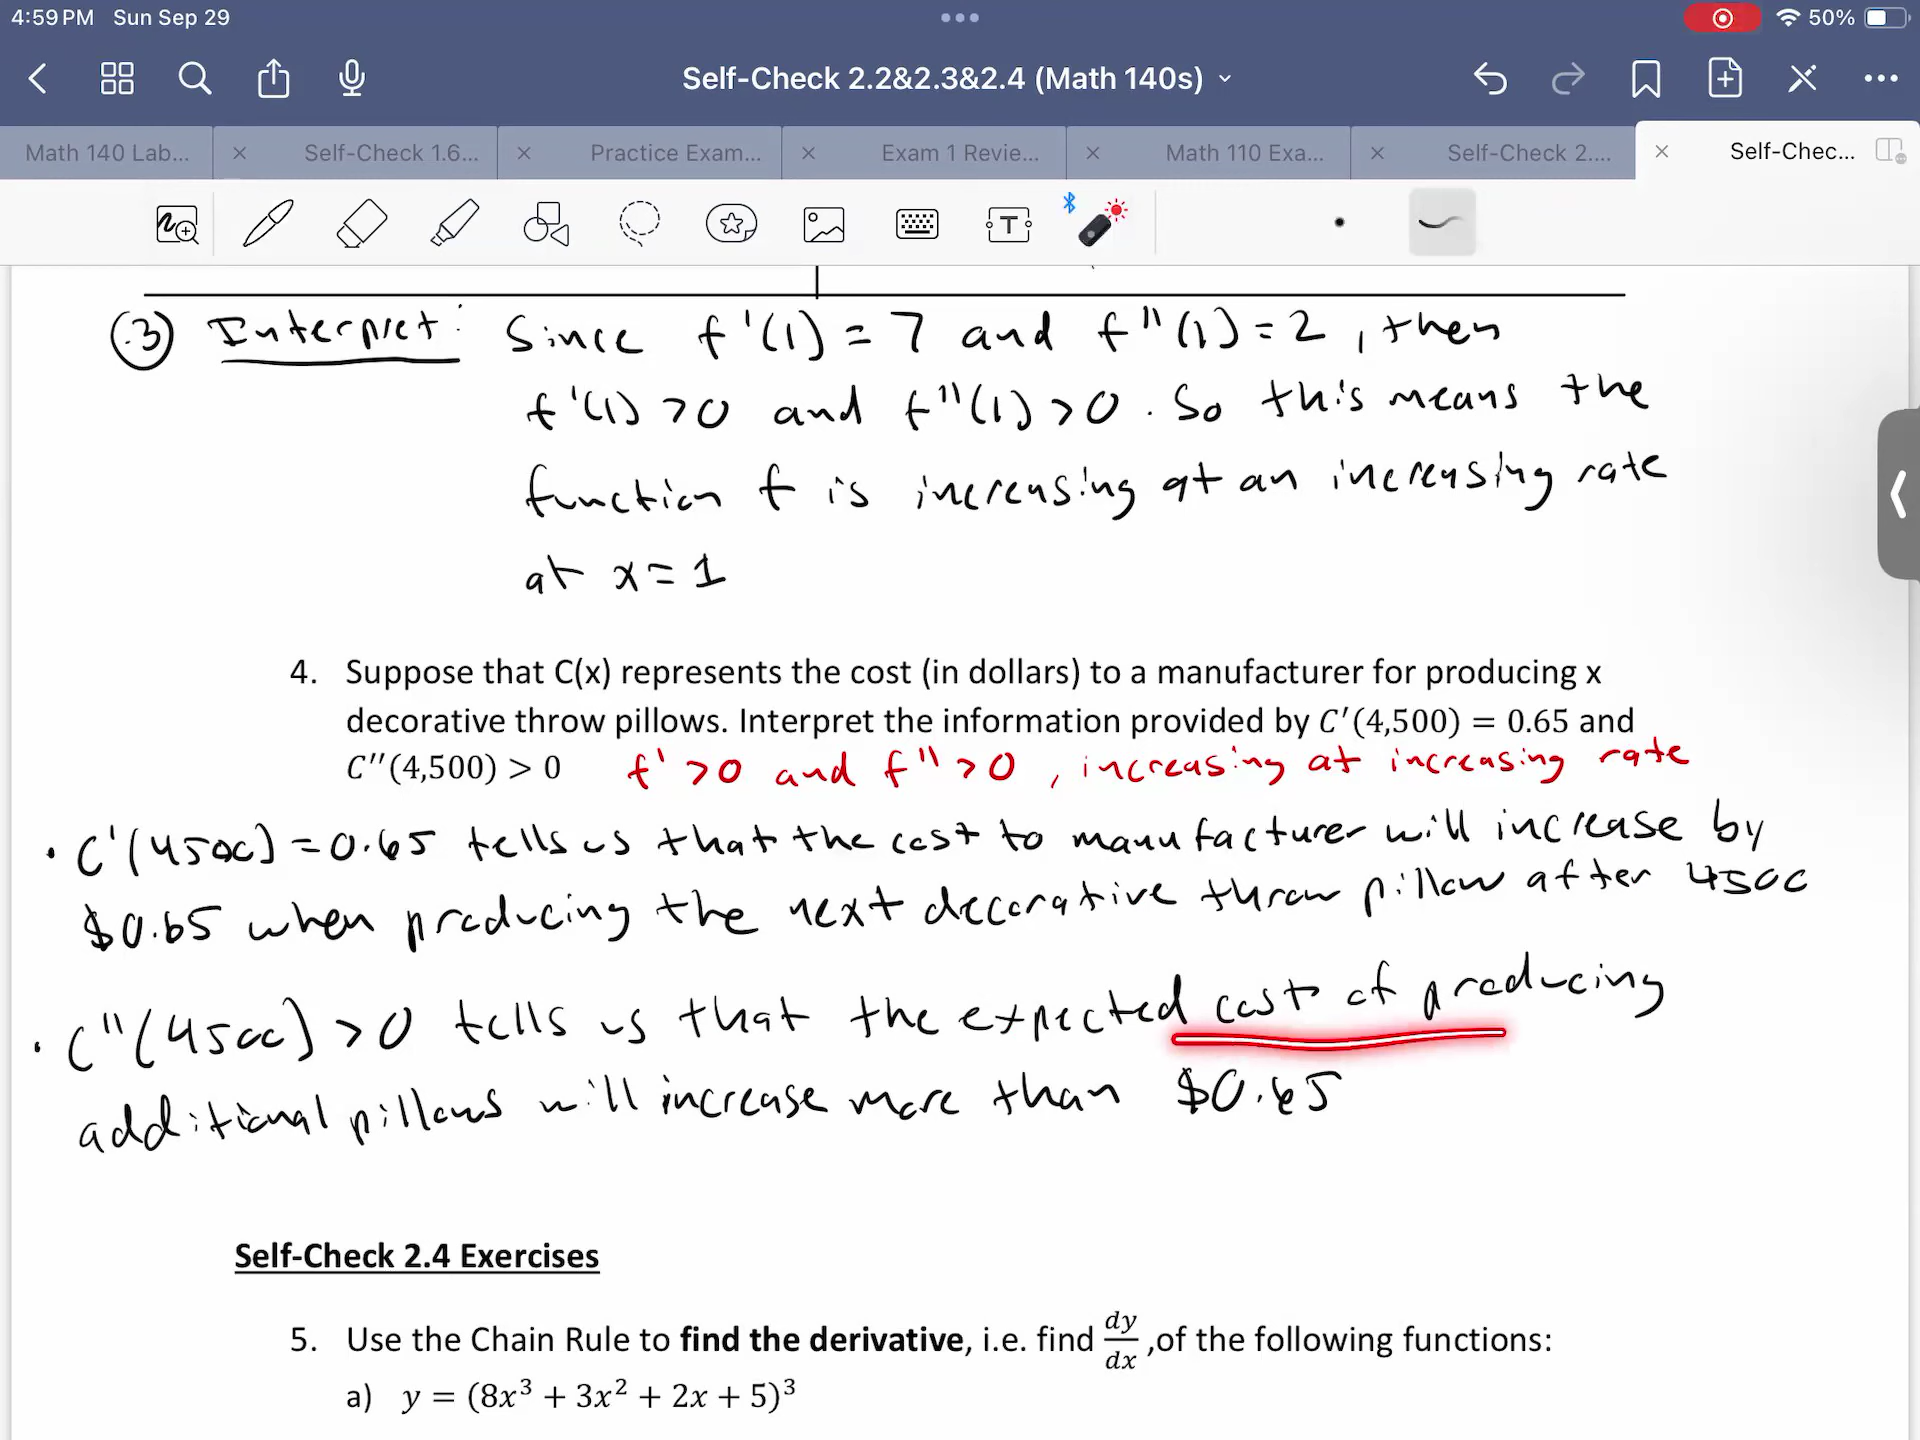 4:59 PM Sun Sep 29
50%
Self-Check 2.2&2.3&2.4 (Math 140s)
Math 140 Lab... Self-Check 1.6... Practice Exam... Exam 1 Revie... Math 110 Exa... Self-Check 2.... Self-Chec...
T
(3) Interpret: Since f'(1) = 7 and f''(1) = 2, then
f'(1) > 0 and f''(1) > 0. So this means the
function f is increasing at an increasing rate
at x = 1
4. Suppose that C(x) represents the cost (in dollars) to a manufacturer for producing x
decorative throw pillows. Interpret the information provided by C′(4,500) = 0.65 and
C′′(4,500) > 0 f' > 0 and f'' > 0, increasing at increasing rate
• C'(4500) = 0.65 tells us that the cost to manufacturer will increase by
$0.65 when producing the next decorative throw pillow after 4500
• C''(4500) > 0 tells us that the expected cost of producing
additional pillows will increase more than $0.65
Self-Check 2.4 Exercises
5. Use the Chain Rule to find the derivative, i.e. find dy/dx ,of the following functions:
a) y = (8x³ + 3x² + 2x + 5)³